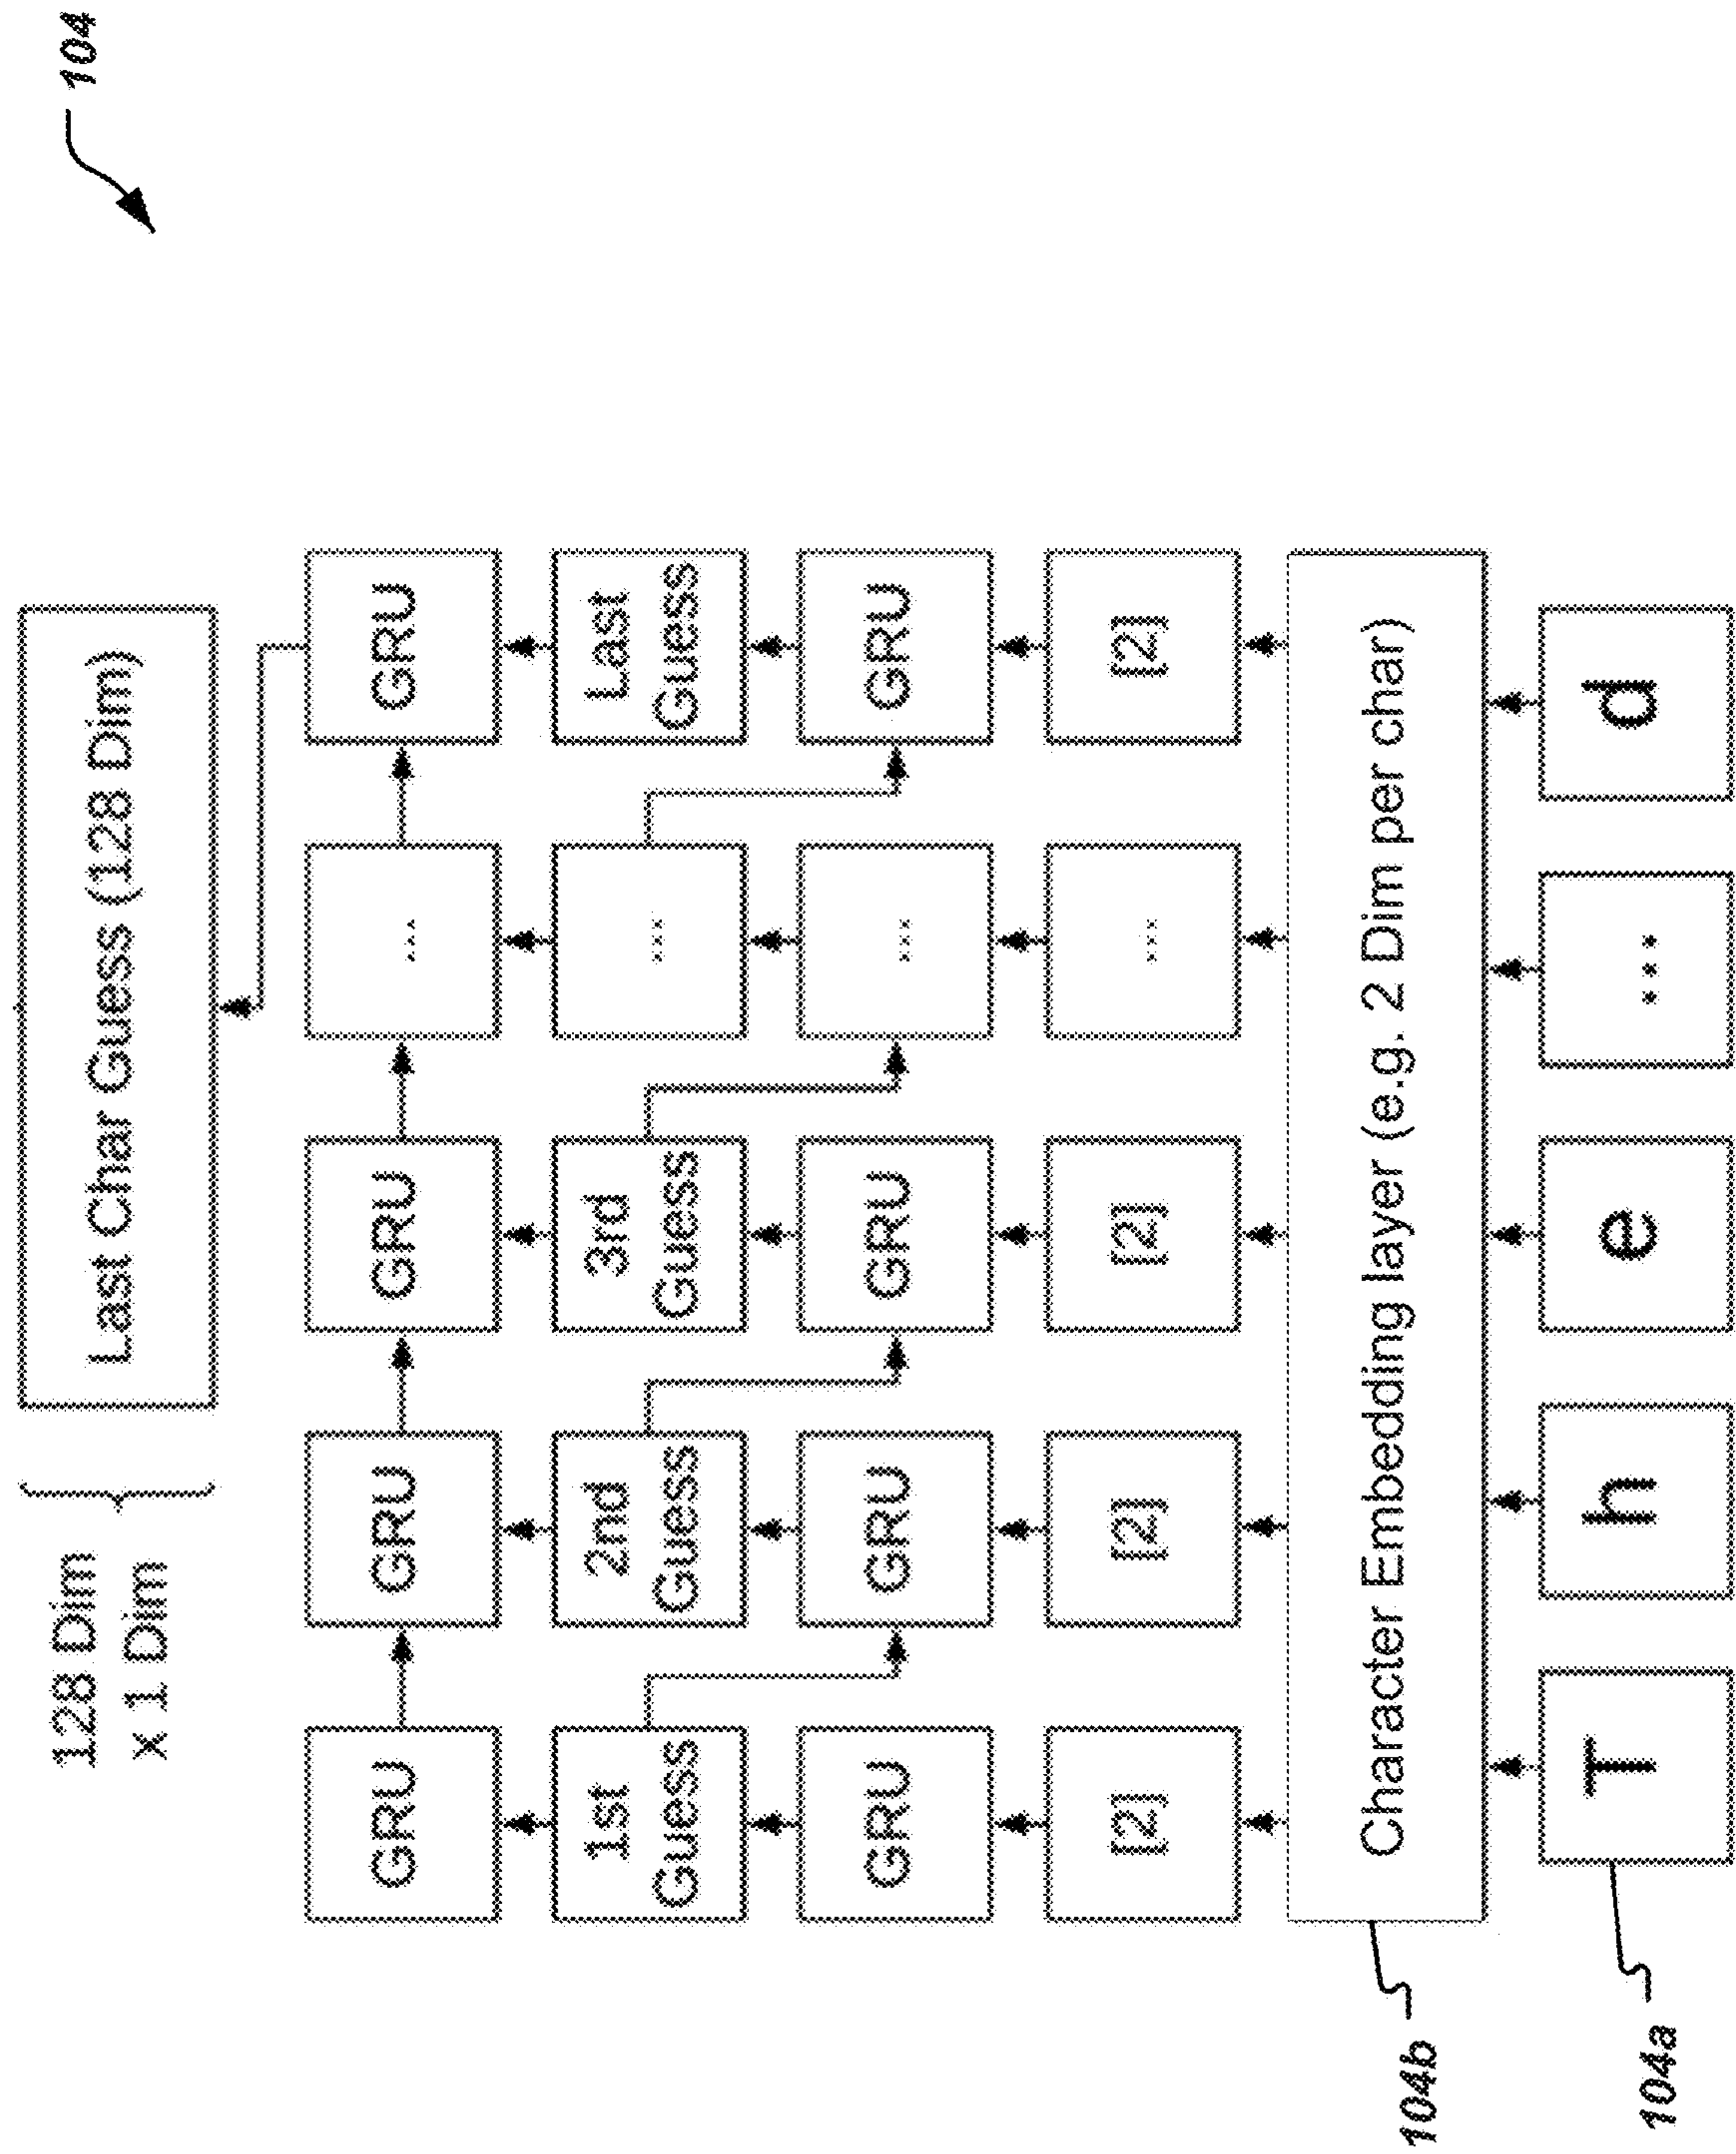 104
128 Dim
x 1 Dim
Last Char Guess (128 Dim)
GRU
GRU
GRU
...
GRU
1st
Guess
2nd
Guess
3rd
Guess
...
Last
Guess
GRU
GRU
GRU
...
GRU
[2]
[2]
[2]
...
[2]
104b
Character Embedding layer (e.g. 2 Dim per char)
104a
T
h
e
...
d